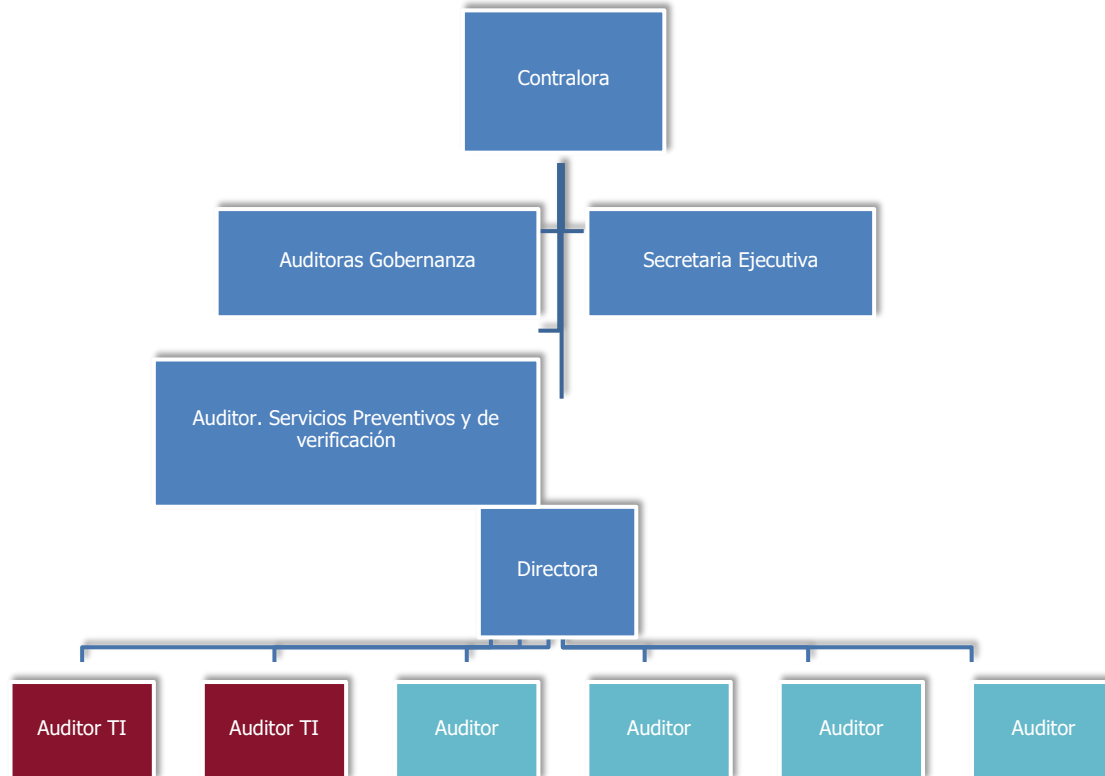 Contralora
Auditoras Gobernanza
Secretaria Ejecutiva
Auditor. Servicios Preventivos y de
verificación
Directora
Auditor TI
Auditor TI
Auditor
Auditor
Auditor
Auditor